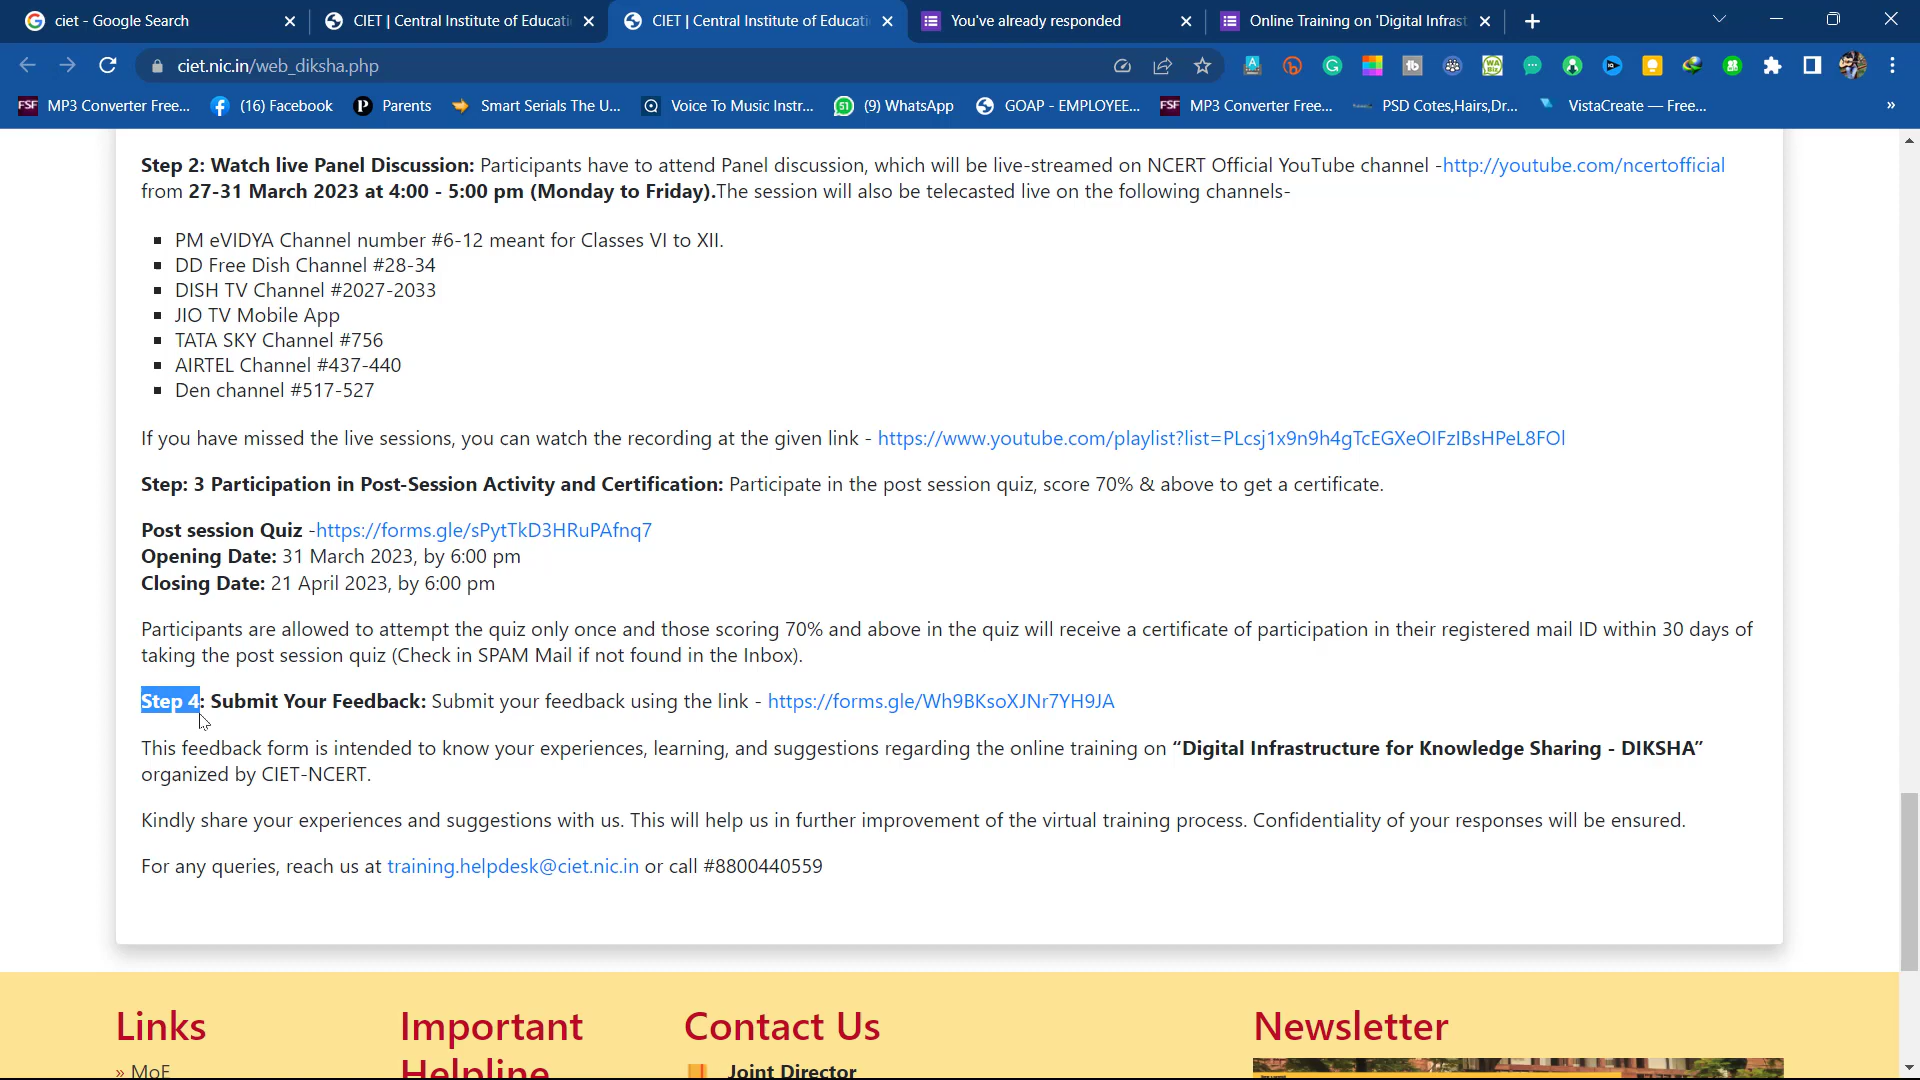 ciet - Google Search
CIET | Central Institute of Educati
CIET | Central Institute of Educati
You've already responded
Online Training on 'Digital Infrast
ciet.nic.in/web_diksha.php
MP3 Converter Free...
(16) Facebook
Parents
Smart Serials The U...
Voice To Music Instr...
(9) WhatsApp
GOAP - EMPLOYEE...
MP3 Converter Free...
PSD Cotes,Hairs,Dr...
VistaCreate — Free...
Step 2: Watch live Panel Discussion: Participants have to attend Panel discussion, which will be live-streamed on NCERT Official YouTube channel -http://youtube.com/ncertofficial
from 27-31 March 2023 at 4:00 - 5:00 pm (Monday to Friday).The session will also be telecasted live on the following channels-
PM eVIDYA Channel number #6-12 meant for Classes VI to XII.
DD Free Dish Channel #28-34
DISH TV Channel #2027-2033
JIO TV Mobile App
TATA SKY Channel #756
AIRTEL Channel #437-440
Den channel #517-527
If you have missed the live sessions, you can watch the recording at the given link - https://www.youtube.com/playlist?list=PLcsj1x9n9h4gTcEGXeOIFzIBsHPeL8FOl
Step: 3 Participation in Post-Session Activity and Certification: Participate in the post session quiz, score 70% & above to get a certificate.
Post session Quiz -https://forms.gle/sPytTkD3HRuPAfnq7
Opening Date: 31 March 2023, by 6:00 pm
Closing Date: 21 April 2023, by 6:00 pm
Participants are allowed to attempt the quiz only once and those scoring 70% and above in the quiz will receive a certificate of participation in their registered mail ID within 30 days of
taking the post session quiz (Check in SPAM Mail if not found in the Inbox).
Step 4: Submit Your Feedback: Submit your feedback using the link - https://forms.gle/Wh9BKsoXJNr7YH9JA
This feedback form is intended to know your experiences, learning, and suggestions regarding the online training on “Digital Infrastructure for Knowledge Sharing - DIKSHA”
organized by CIET-NCERT.
Kindly share your experiences and suggestions with us. This will help us in further improvement of the virtual training process. Confidentiality of your responses will be ensured.
For any queries, reach us at training.helpdesk@ciet.nic.in or call #8800440559
Links
Important
Helpline
Contact Us
Newsletter
» MoE
Joint Director